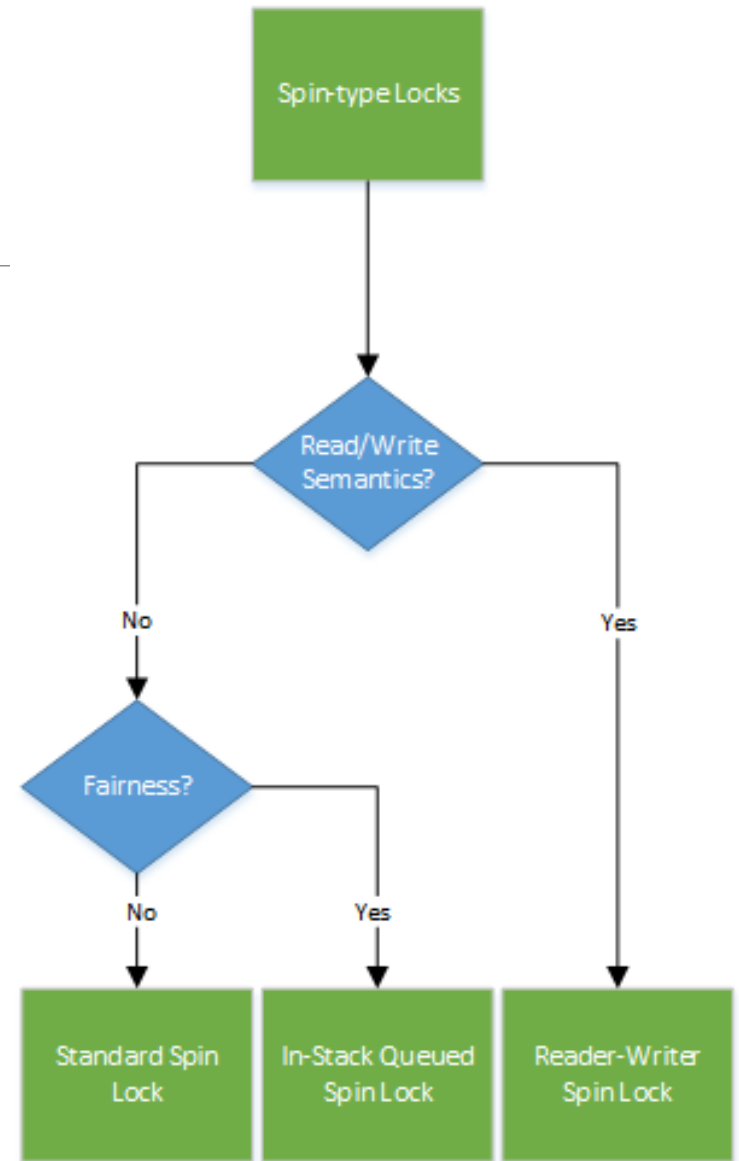 Spin-type Locks
Read/Write
Semantics?
No
Yes
Fairness?
No
Yes
Standard Spin
Lock
In-Stack Queued
Spin Lock
Reader-Writer
Spin Lock